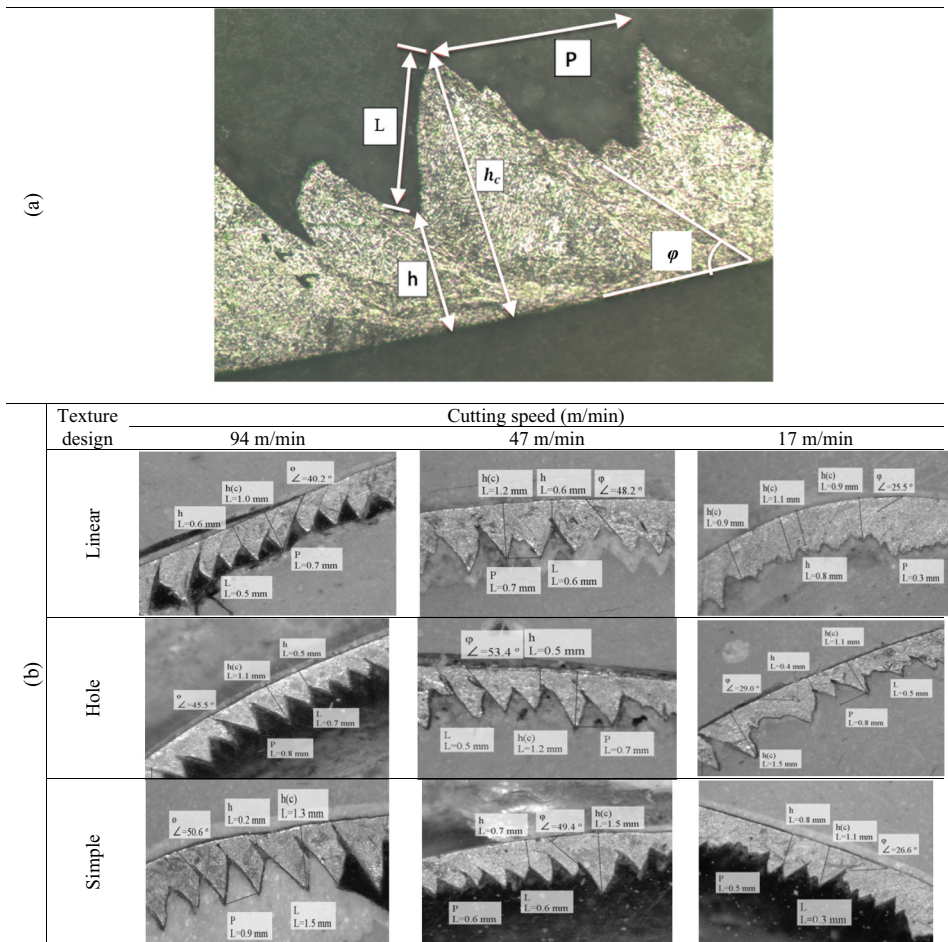 (a)
P
L
h_c
h
φ
(b)
Texture design
Cutting speed (m/min)
94 m/min
47 m/min
17 m/min
Linear
φ
∠=40.2 º
h(c)
L=1.0 mm
h
L=0.6 mm
P
L=0.7 mm
L
L=0.5 mm
h(c)
L=1.2 mm
h
L=0.6 mm
φ
∠=48.2 º
P
L=0.7 mm
L
L=0.6 mm
h(c)
L=0.9 mm
h(c)
L=1.1 mm
h(c)
L=0.9 mm
φ
∠=25.5 º
h
L=0.8 mm
P
L=0.3 mm
Hole
h
L=0.5 mm
h(c)
L=1.1 mm
φ
∠=45.5 º
L
L=0.7 mm
P
L=0.8 mm
φ
∠=53.4 º
h
L=0.5 mm
L
L=0.5 mm
h(c)
L=1.2 mm
P
L=0.7 mm
h(c)
L=1.1 mm
h
L=0.4 mm
φ
∠=29.0 º
L
L=0.5 mm
P
L=0.8 mm
h(c)
L=1.5 mm
Simple
φ
∠=50.6 º
h
L=0.2 mm
h(c)
L=1.3 mm
P
L=0.9 mm
L
L=1.5 mm
h
L=0.7 mm
φ
∠=49.4 º
h(c)
L=1.5 mm
P
L=0.6 mm
L
L=0.6 mm
h
L=0.8 mm
h(c)
L=1.1 mm
φ
∠=26.6 º
P
L=0.5 mm
L
L=0.3 mm